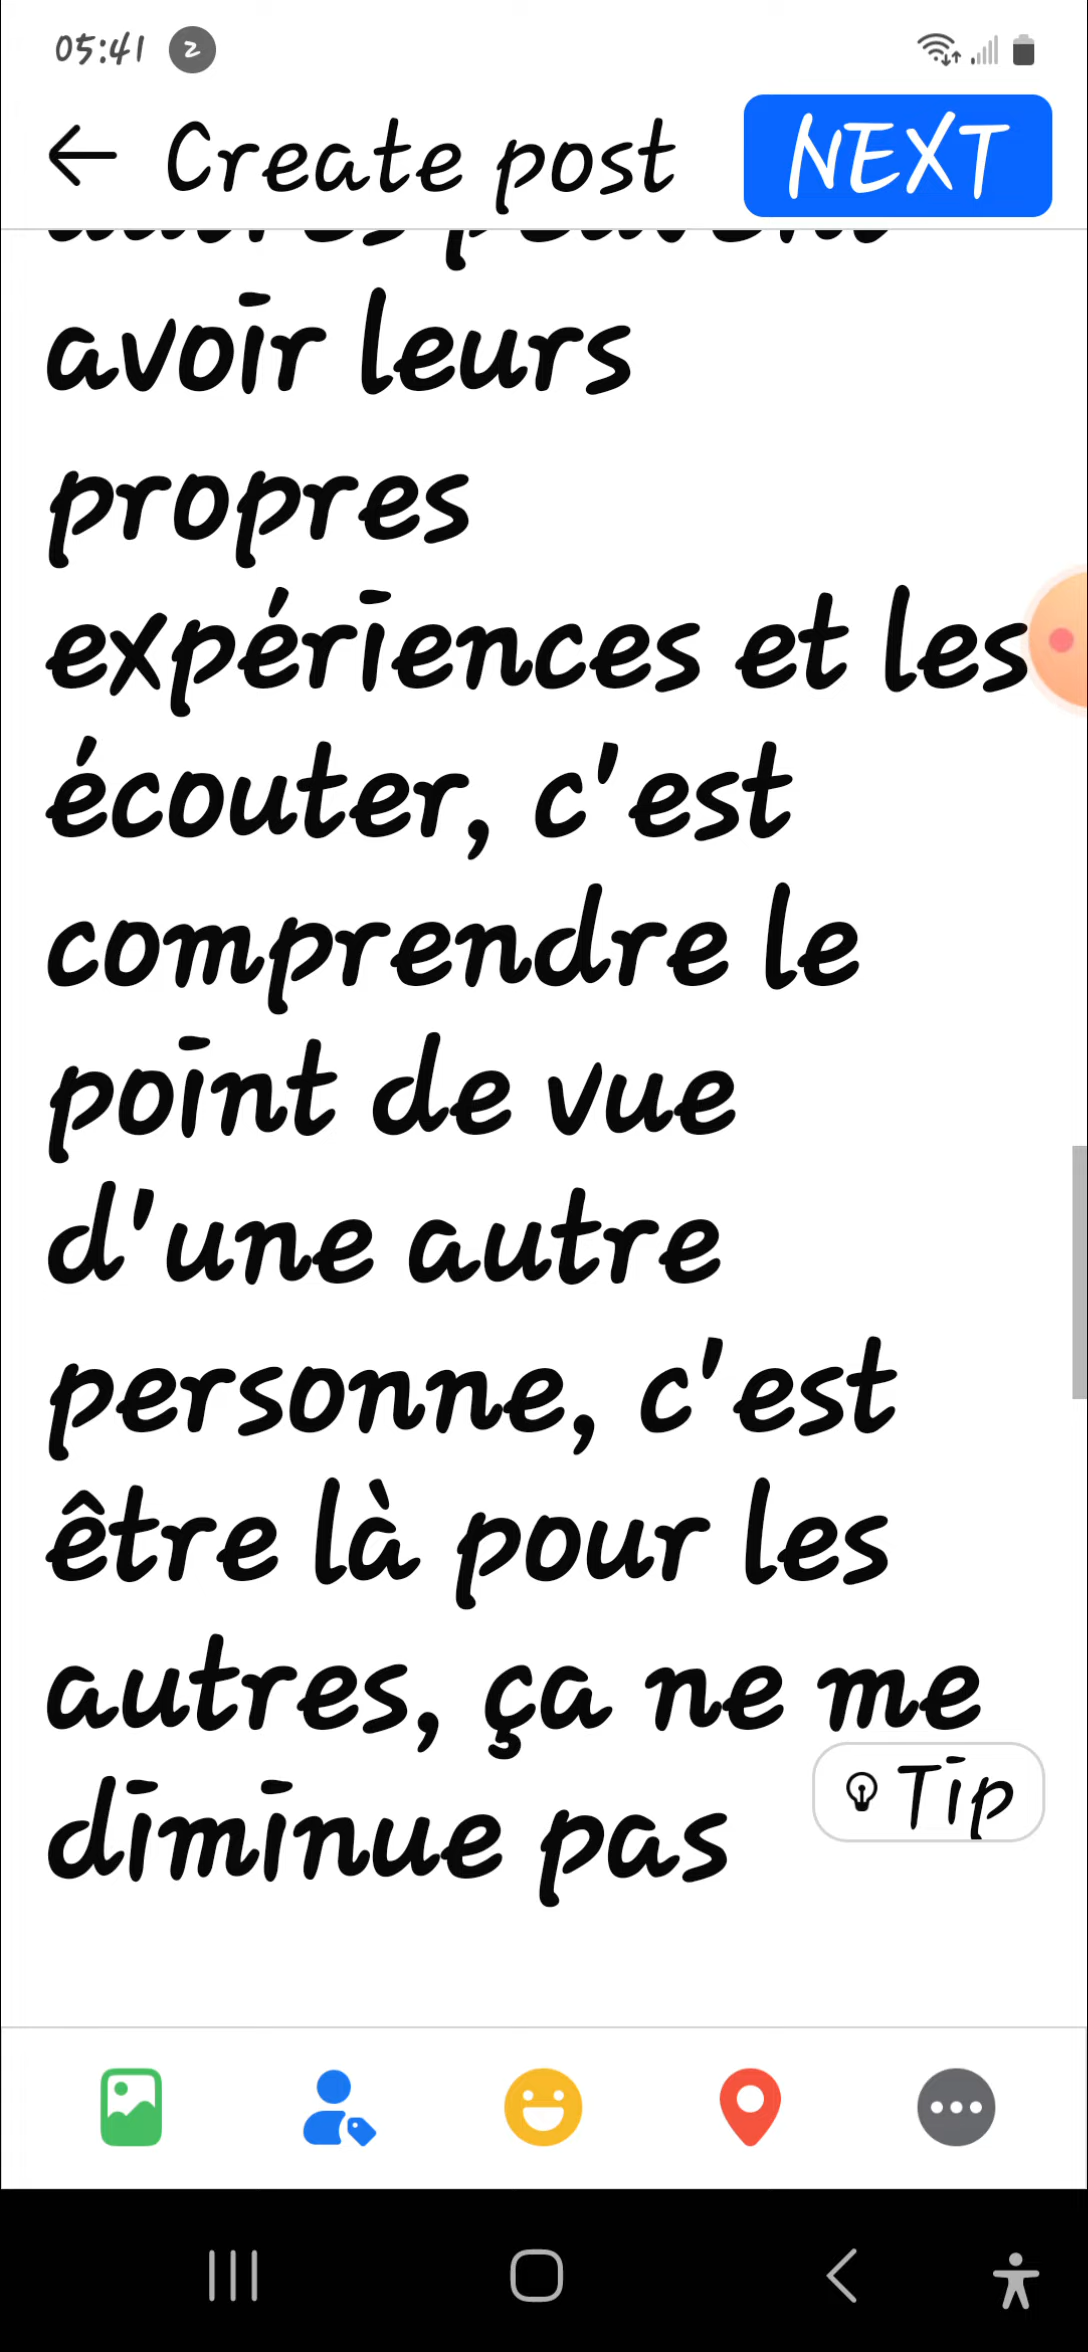 05:41 2
Create post NEXT
avoir leurs
propres
expériences et les
écouter, c'est
comprendre le
point de vue
d'une autre
personne, c'est
être là pour les
autres, ça ne me
Tip
diminue pas